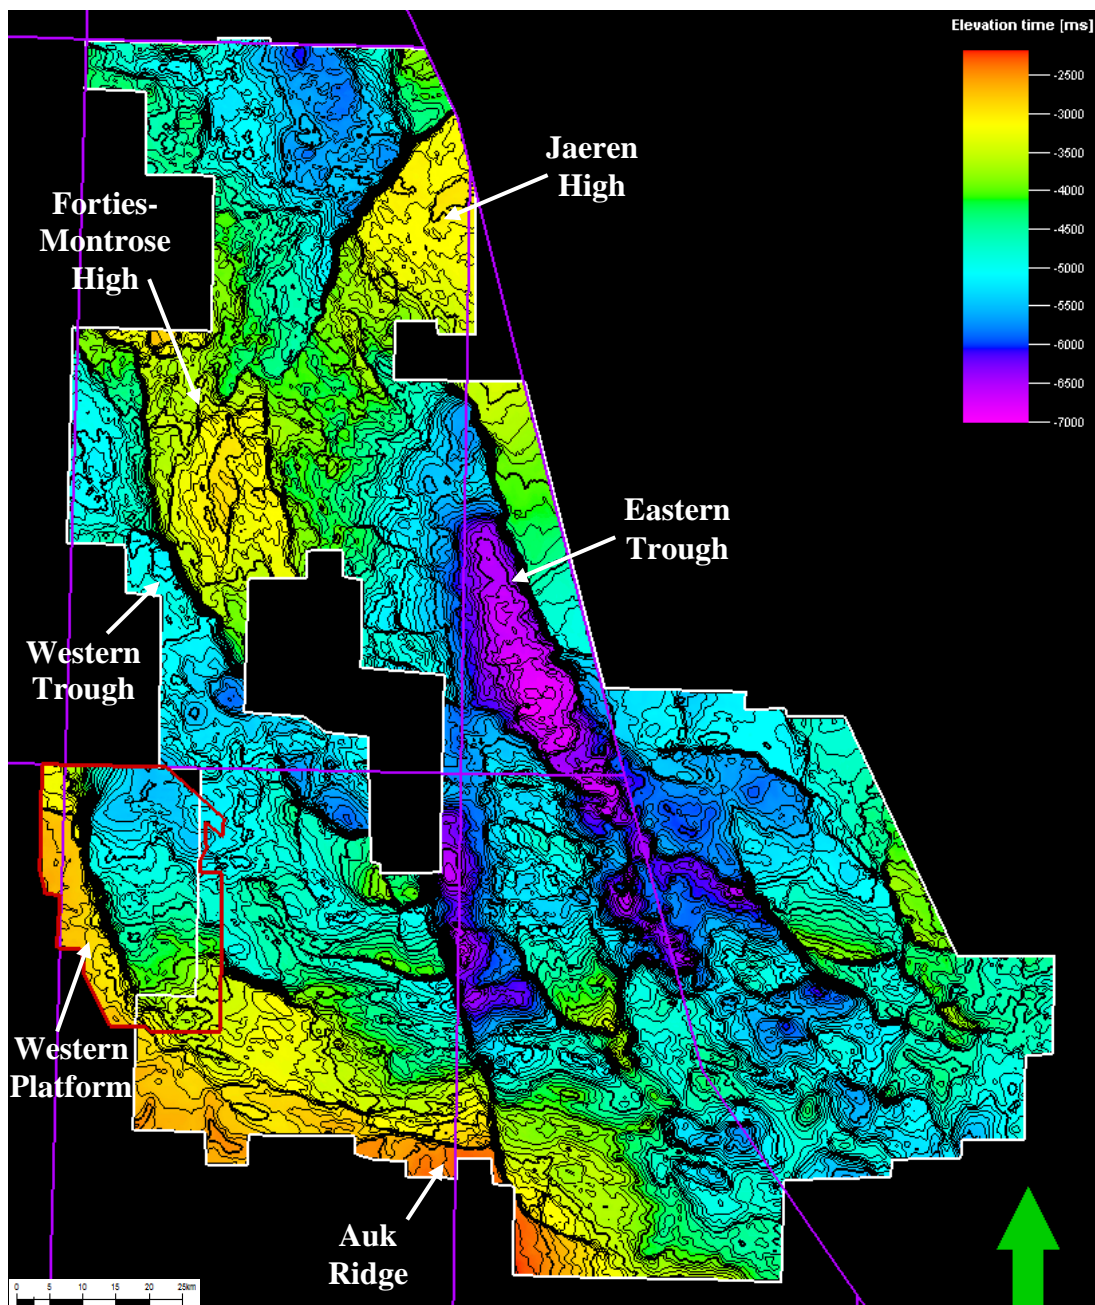 Elevation time [ms]
-2500
-3000
-3500
-4000
-4500
-5000
-5500
-6000
-6500
-7000
Jaeren
High
Forties-
Montrose
High
Eastern
Trough
Western
Trough
Western
Platform
Auk
Ridge
0 5 10 15 20 25km